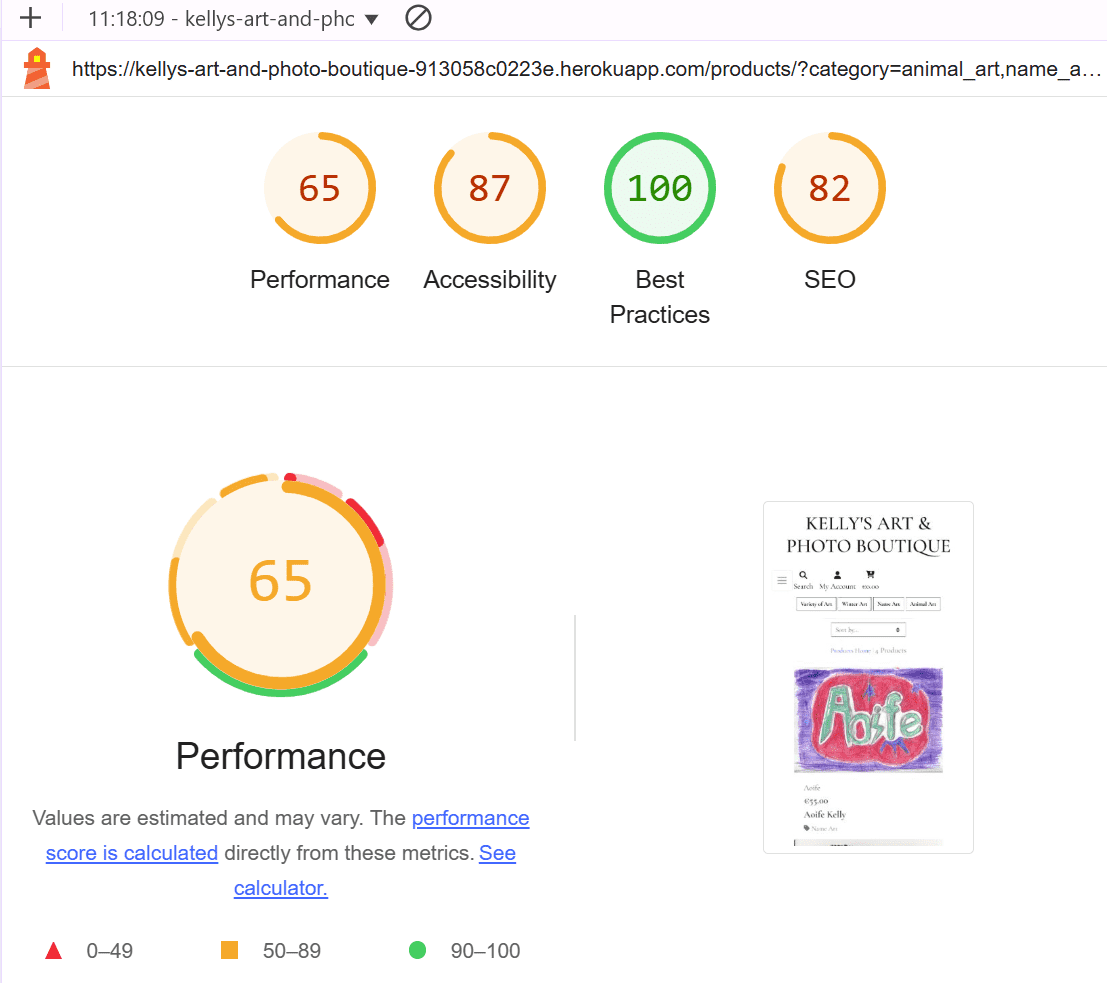 11:18:09 - kellys-art-and-phc
https://kellys-art-and-photo-boutique-913058c0223e.herokuapp.com/products/?category=animal_art,name_a…
65
87
100
82
Performance
Accessibility
Best
Practices
SEO
65
KELLY'S ART &
PHOTO BOUTIQUE
Search My Account €0.00
Variety of Art Winter Art Name Art Animal Art
Sort by...
Products Home | 9 Products
Aoife
Aoife
€55.00
Aoife Kelly
Name Art
Performance
Values are estimated and may vary. The performance
score is calculated directly from these metrics. See
calculator.
0–49
50–89
90–100